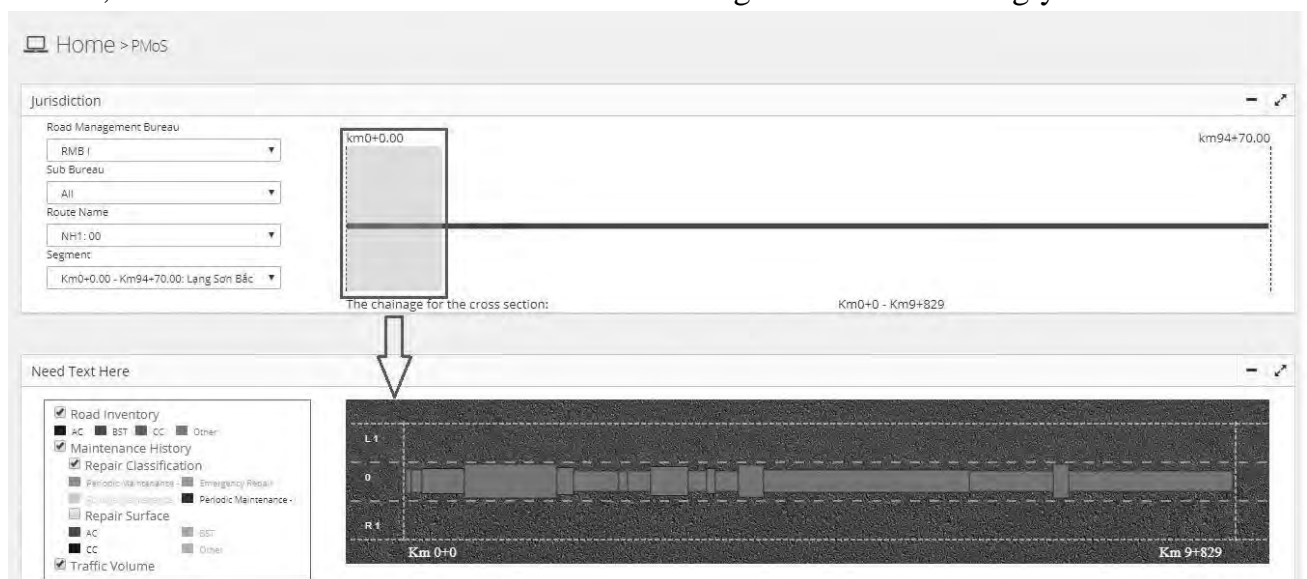 Home > PMoS
Jurisdiction
Road Management Bureau
RMB I
Sub Bureau
All
Route Name
NH1: 00
Segment
Km0+0.00 - Km94+70.00: Lạng Sơn Bắc
km0+0.00
km94+70.00
The chainage for the cross section:
Km0+0 - Km9+829
Need Text Here
Road Inventory
AC BST CC Other
Maintenance History
Repair Classification
Periodic Maintenance - Emergency Repair
Periodic Maintenance -
Repair Surface
AC BST
CC Other
Traffic Volume
L 1
0
R 1
Km 0+0
Km 9+829